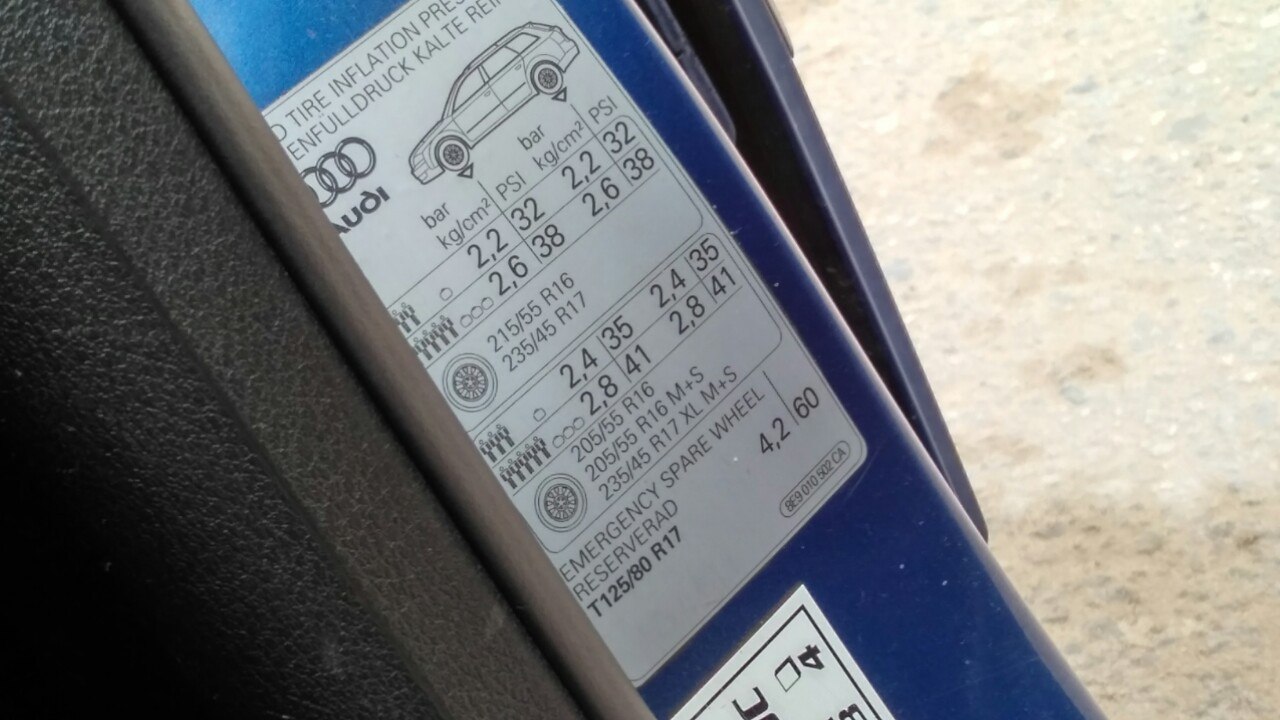 TIRE INFLATION
KALTE
AUDI
bar PSI bar PSI
kg/cm² kg/cm²
2,2 32 2,2 32
2,6 38 2,6 38
215/55 R16
235/45 R17
2,4 35 2,4 35
2,8 41 2,8 41
205/55 R16
205/55 R16 M+S
235/45 R17 XL M+S
EMERGENCY SPARE WHEEL 4,2 60
RESERVERAD
T125/80 R17
8E9 010 502 CA
4